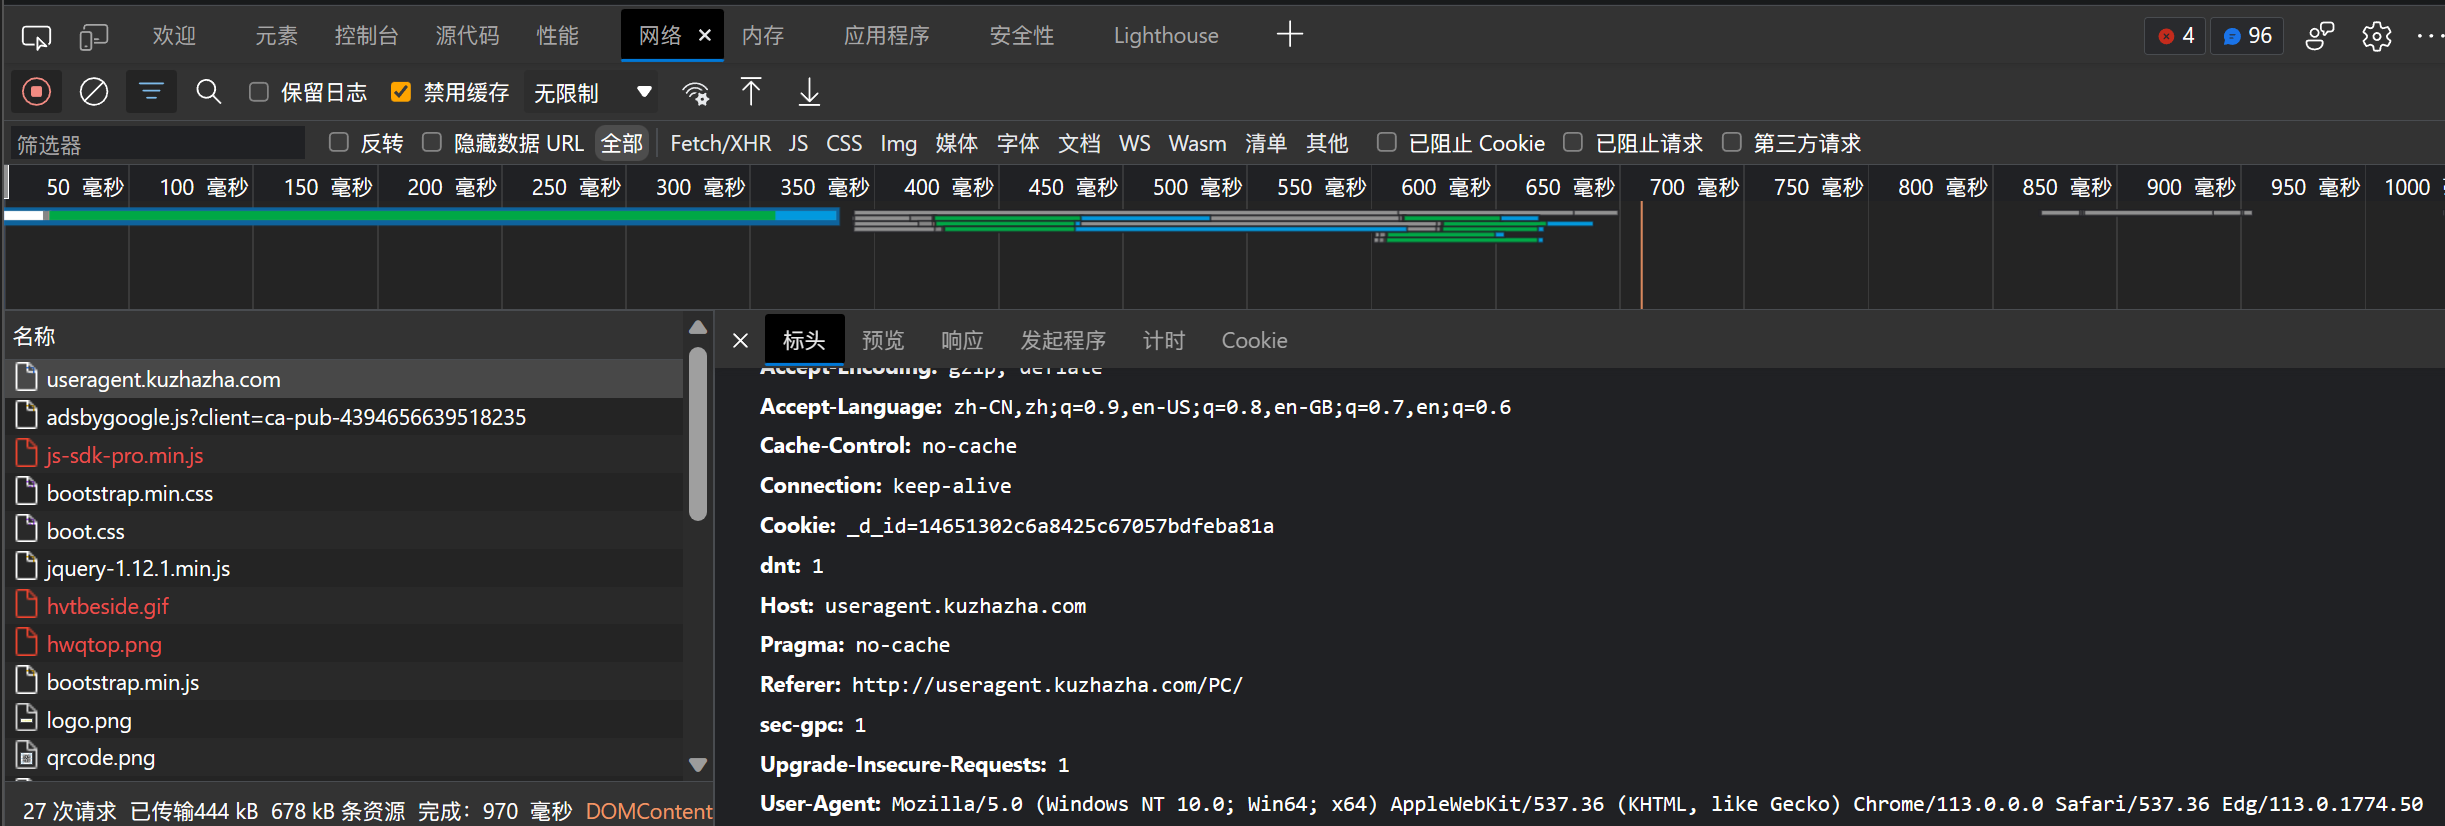 欢迎 元素 控制台 源代码 性能 网络 内存 应用程序 安全性 Lighthouse 4 96
保留日志 禁用缓存 无限制
筛选器 反转 隐藏数据 URL 全部 Fetch/XHR JS CSS Img 媒体 字体 文档 WS Wasm 清单 其他 已阻止 Cookie 已阻止请求 第三方请求
50 毫秒 100 毫秒 150 毫秒 200 毫秒 250 毫秒 300 毫秒 350 毫秒 400 毫秒 450 毫秒 500 毫秒 550 毫秒 600 毫秒 650 毫秒 700 毫秒 750 毫秒 800 毫秒 850 毫秒 900 毫秒 950 毫秒 1000
名称
useragent.kuzhazha.com
adsbygoogle.js?client=ca-pub-4394656639518235
js-sdk-pro.min.js
bootstrap.min.css
boot.css
jquery-1.12.1.min.js
hvtbeside.gif
hwqtop.png
bootstrap.min.js
logo.png
qrcode.png
27 次请求 已传输444 kB 678 kB 条资源 完成：970 毫秒 DOMContent
标头 预览 响应 发起程序 计时 Cookie
Accept-Encoding: gzip, deflate
Accept-Language: zh-CN,zh;q=0.9,en-US;q=0.8,en-GB;q=0.7,en;q=0.6
Cache-Control: no-cache
Connection: keep-alive
Cookie: _d_id=14651302c6a8425c67057bdfeba81a
dnt: 1
Host: useragent.kuzhazha.com
Pragma: no-cache
Referer: http://useragent.kuzhazha.com/PC/
sec-gpc: 1
Upgrade-Insecure-Requests: 1
User-Agent: Mozilla/5.0 (Windows NT 10.0; Win64; x64) AppleWebKit/537.36 (KHTML, like Gecko) Chrome/113.0.0.0 Safari/537.36 Edg/113.0.1774.50